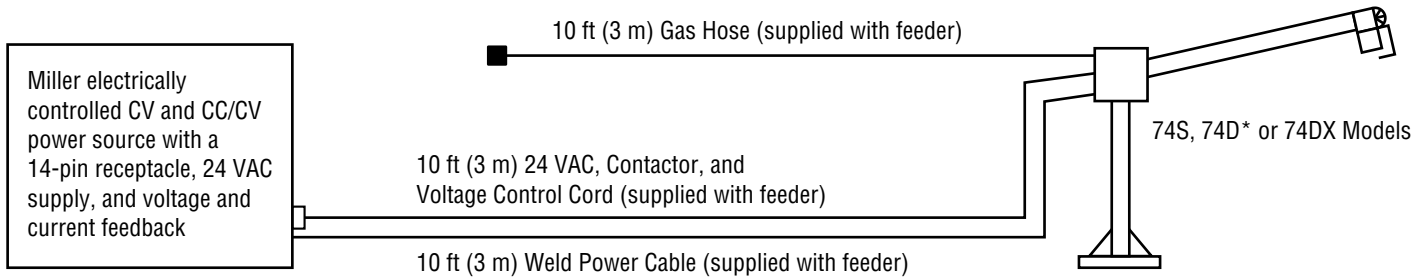 10 ft (3 m) Gas Hose (supplied with feeder)
Miller electrically
controlled CV and CC/CV
power source with a
14-pin receptacle, 24 VAC
supply, and voltage and
current feedback
74S, 74D* or 74DX Models
10 ft (3 m) 24 VAC, Contactor, and
Voltage Control Cord (supplied with feeder)
10 ft (3 m) Weld Power Cable (supplied with feeder)